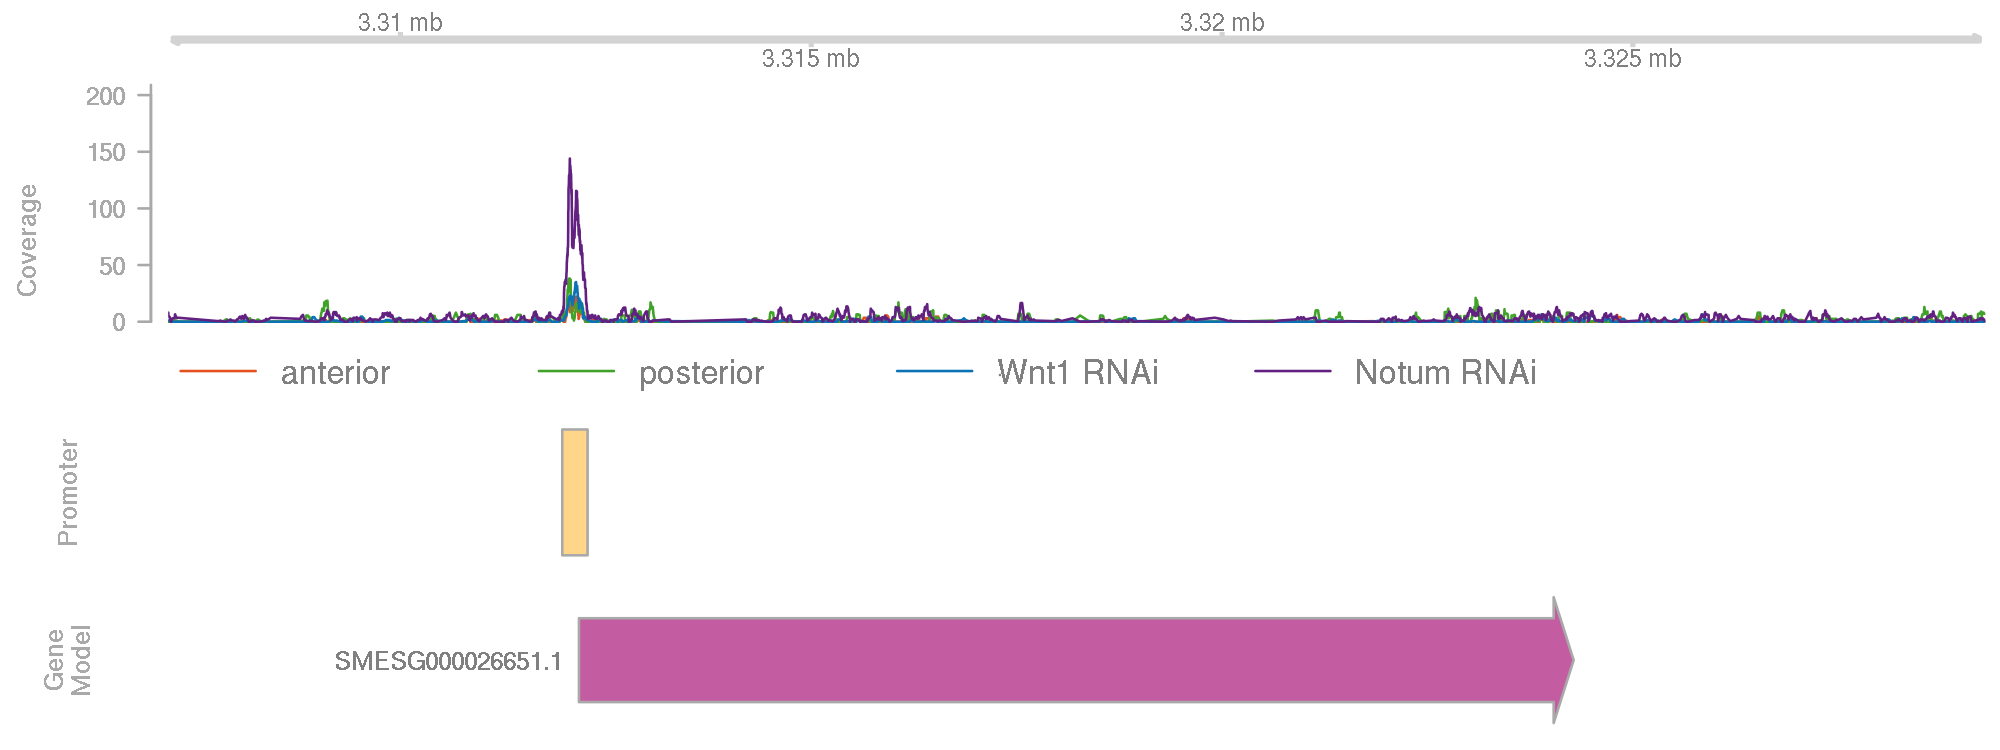 3.31 mb
3.32 mb
3.315 mb
3.325 mb
Coverage
200
150
100
50
0
anterior
posterior
Wnt1 RNAi
Notum RNAi
Promoter
Gene
Model
SMESG000026651.1